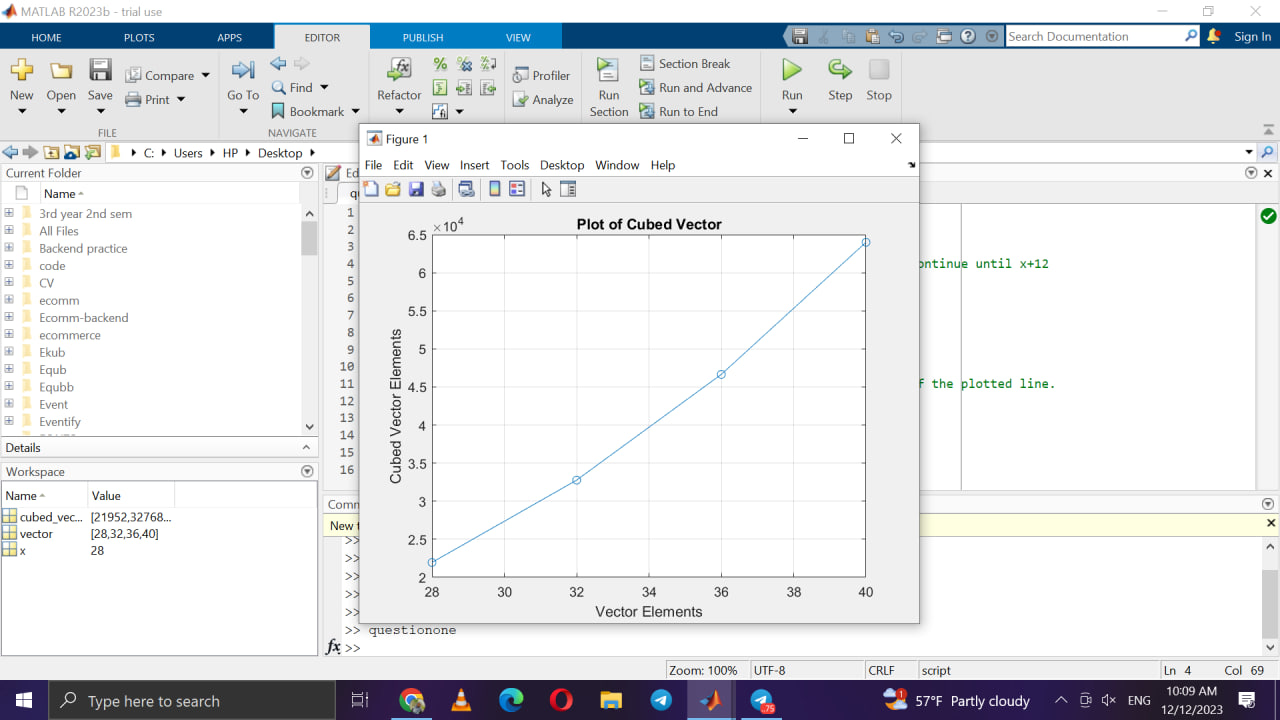 MATLAB R2023b - trial use
HOME PLOTS APPS EDITOR PUBLISH VIEW
Search Documentation
Sign In
New
Open
Save
Compare
Print
FILE
Go To
Find
Bookmark
NAVIGATE
Refactor
Profiler
Analyze
Run
Section
Section Break
Run and Advance
Run to End
Run
Step
Stop
C: Users HP Desktop
Current Folder
Name
3rd year 2nd sem
All Files
Backend practice
code
CV
ecomm
Ecomm-backend
ecommerce
Ekub
Equb
Equbb
Event
Eventify
Details
Workspace
Name Value
cubed_vec... [21952,32768...
vector [28,32,36,40]
x 28
Ed
qu
1
2
3
4
5
6
7
8
9
10
11
12
13
14
15
16
ontinue until x+12
f the plotted line.
Figure 1
File Edit View Insert Tools Desktop Window Help
Plot of Cubed Vector
×10⁴
6.5
6
5.5
5
4.5
4
3.5
3
2.5
2
Cubed Vector Elements
28 30 32 34 36 38 40
Vector Elements
Comm
New t
>>
>>
>>
>>
>>
>> questionone
fx >>
Zoom: 100% UTF-8 CRLF script Ln 4 Col 69
Type here to search
.79
1
57°F Partly cloudy
ENG
10:09 AM
12/12/2023